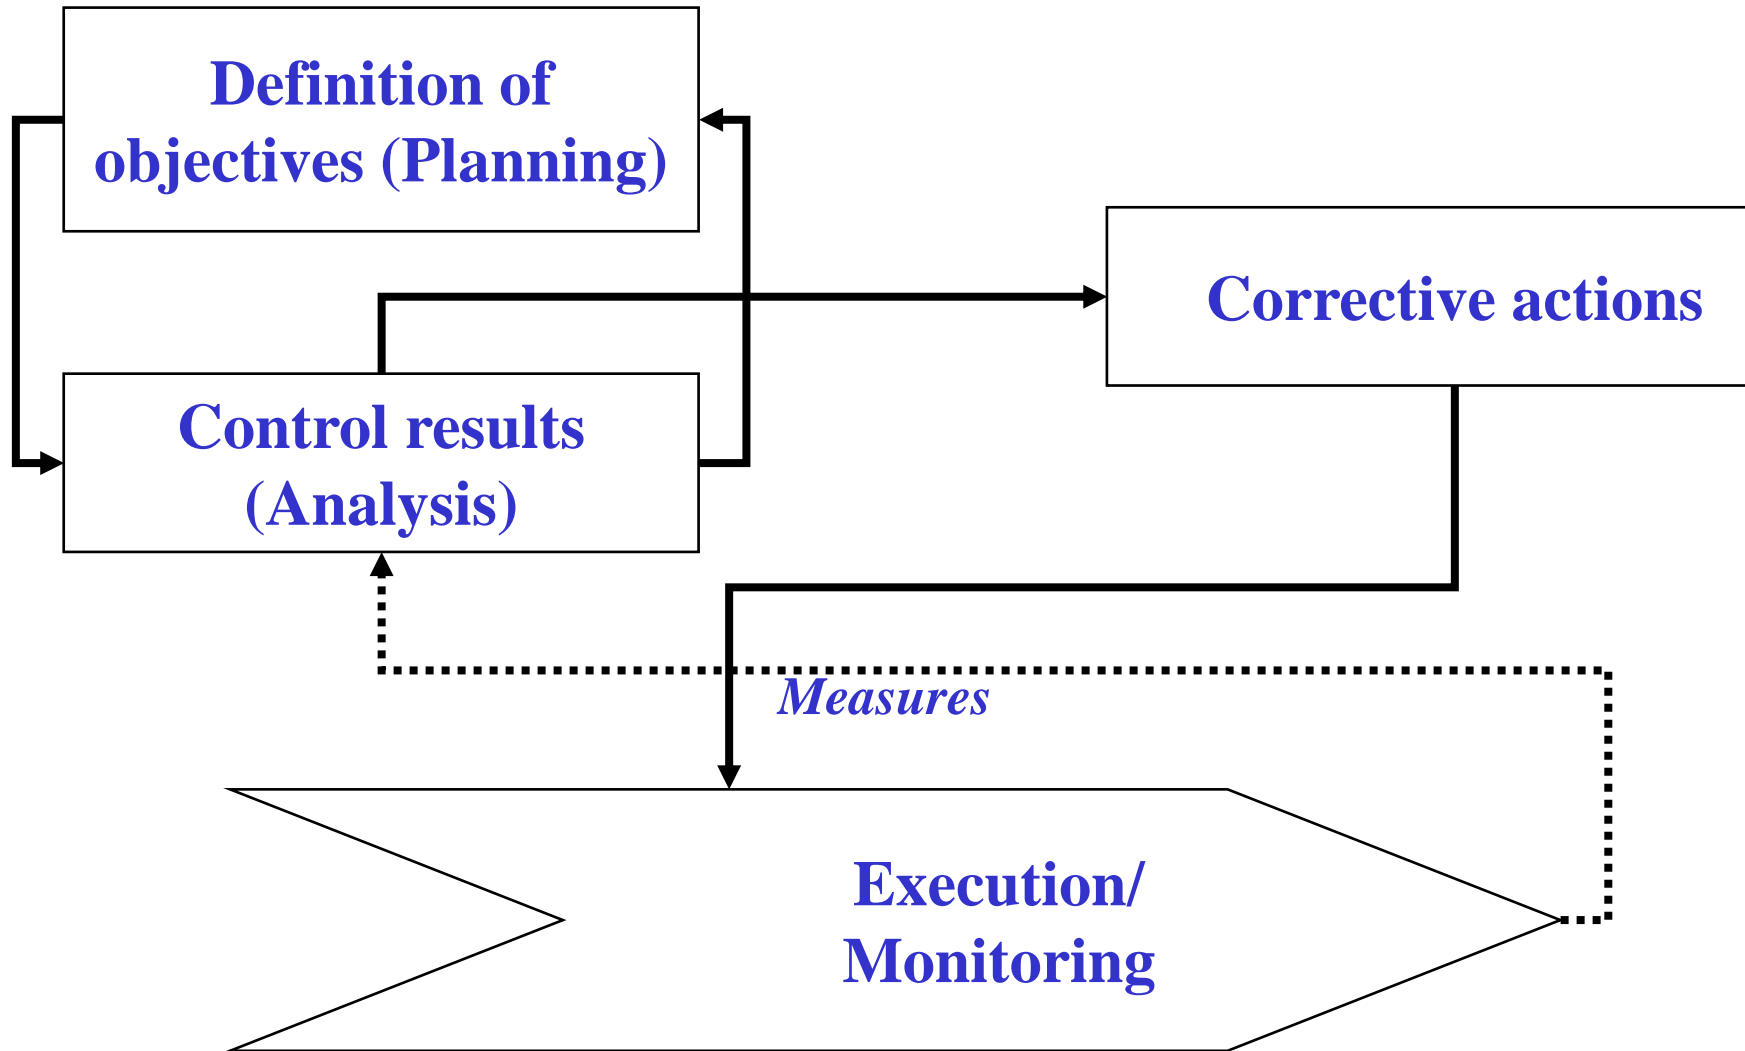 Definition of
objectives (Planning)
Corrective actions
Control results
(Analysis)
Measures
Execution/
Monitoring